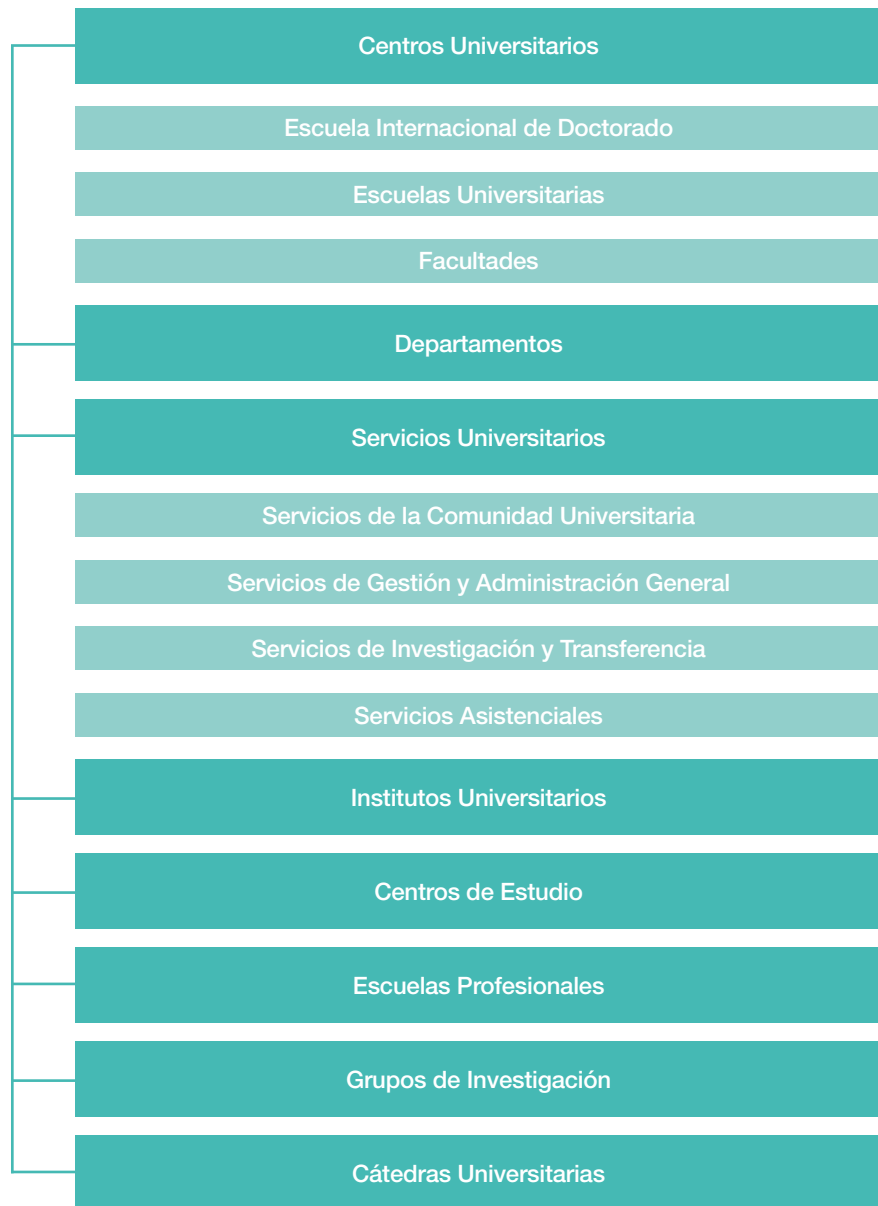 Centros Universitarios
Escuela Internacional de Doctorado
Escuelas Universitarias
Facultades
Departamentos
Servicios Universitarios
Servicios de la Comunidad Universitaria
Servicios de Gestión y Administración General
Servicios de Investigación y Transferencia
Servicios Asistenciales
Institutos Universitarios
Centros de Estudio
Escuelas Profesionales
Grupos de Investigación
Cátedras Universitarias